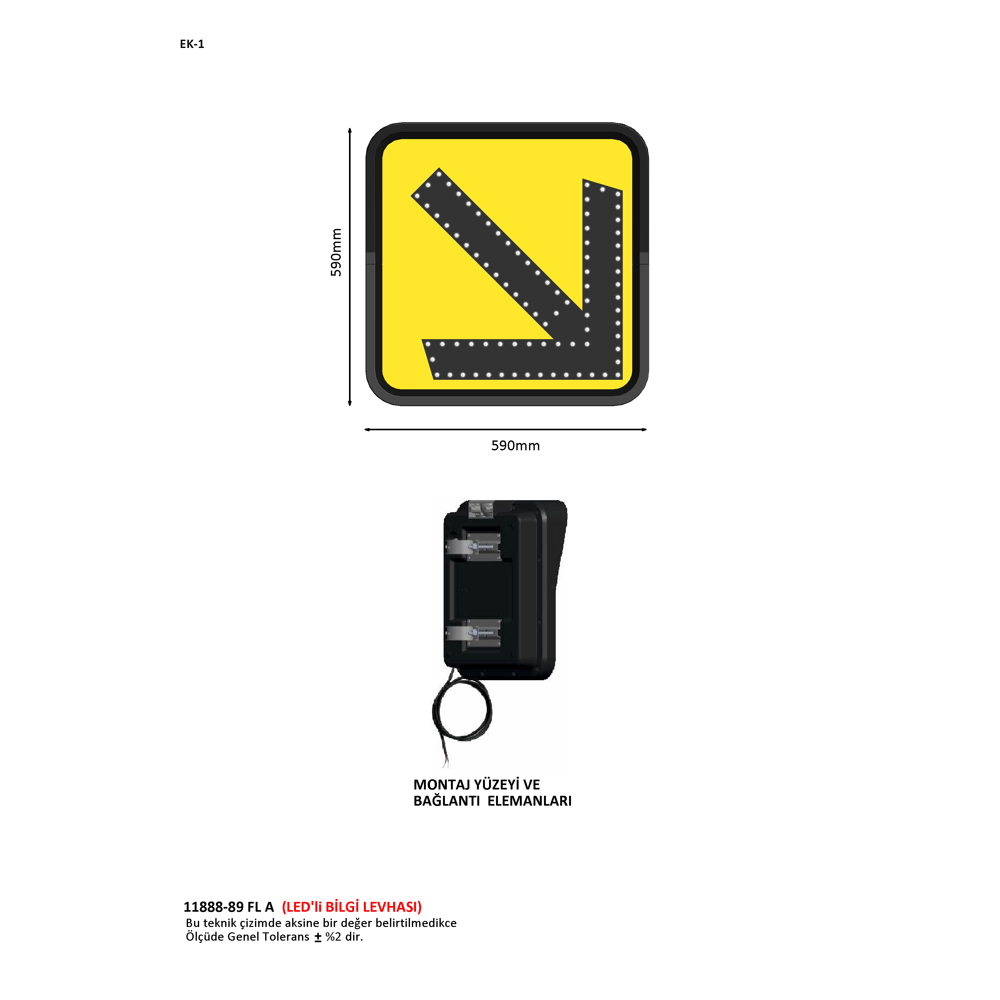 EK-1
590mm
590mm
MONTAJ YÜZEYİ VE
BAĞLANTI ELEMANLARI
11888-89 FL A (LED'li BİLGİ LEVHASI)
Bu teknik çizimde aksine bir değer belirtilmedikce
Ölçüde Genel Tolerans ± %2 dir.